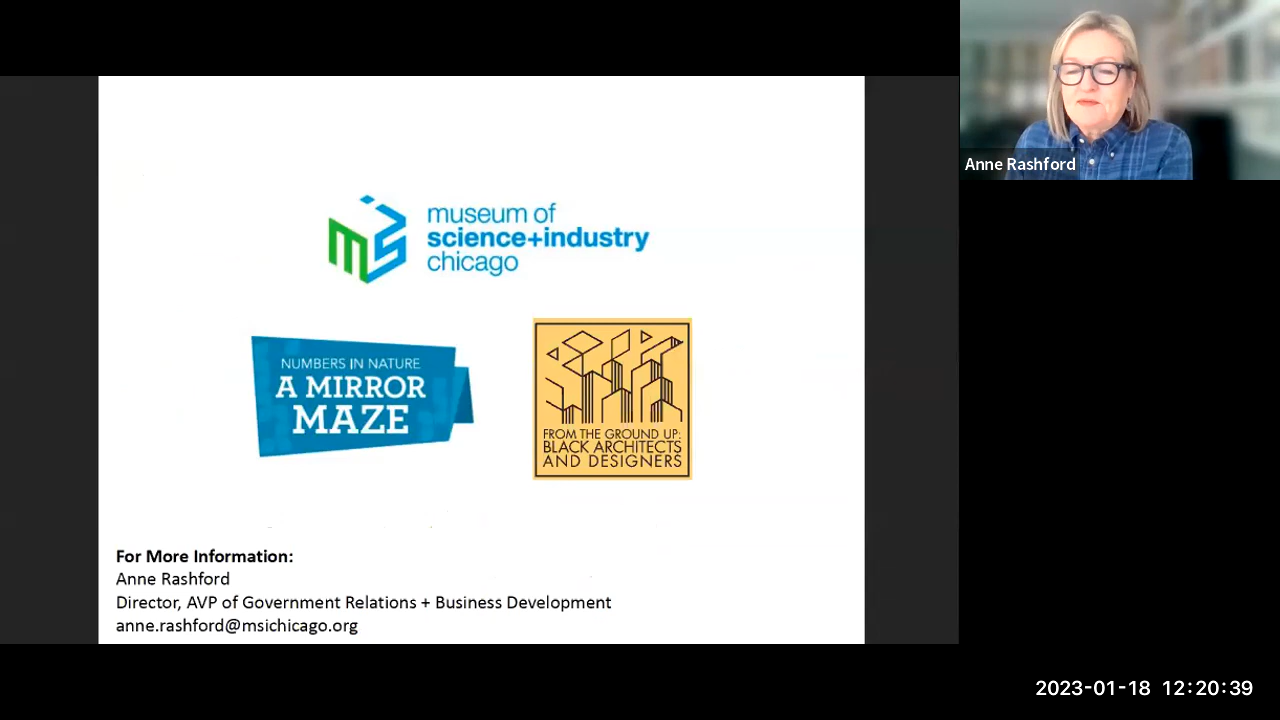 Anne Rashford
ms
museum of
science+industry
chicago
NUMBERS IN NATURE
A MIRROR
MAZE
FROM THE GROUND UP:
BLACK ARCHITECTS
AND DESIGNERS
For More Information:
Anne Rashford
Director, AVP of Government Relations + Business Development
anne.rashford@msichicago.org
2023-01-18 12:20:39